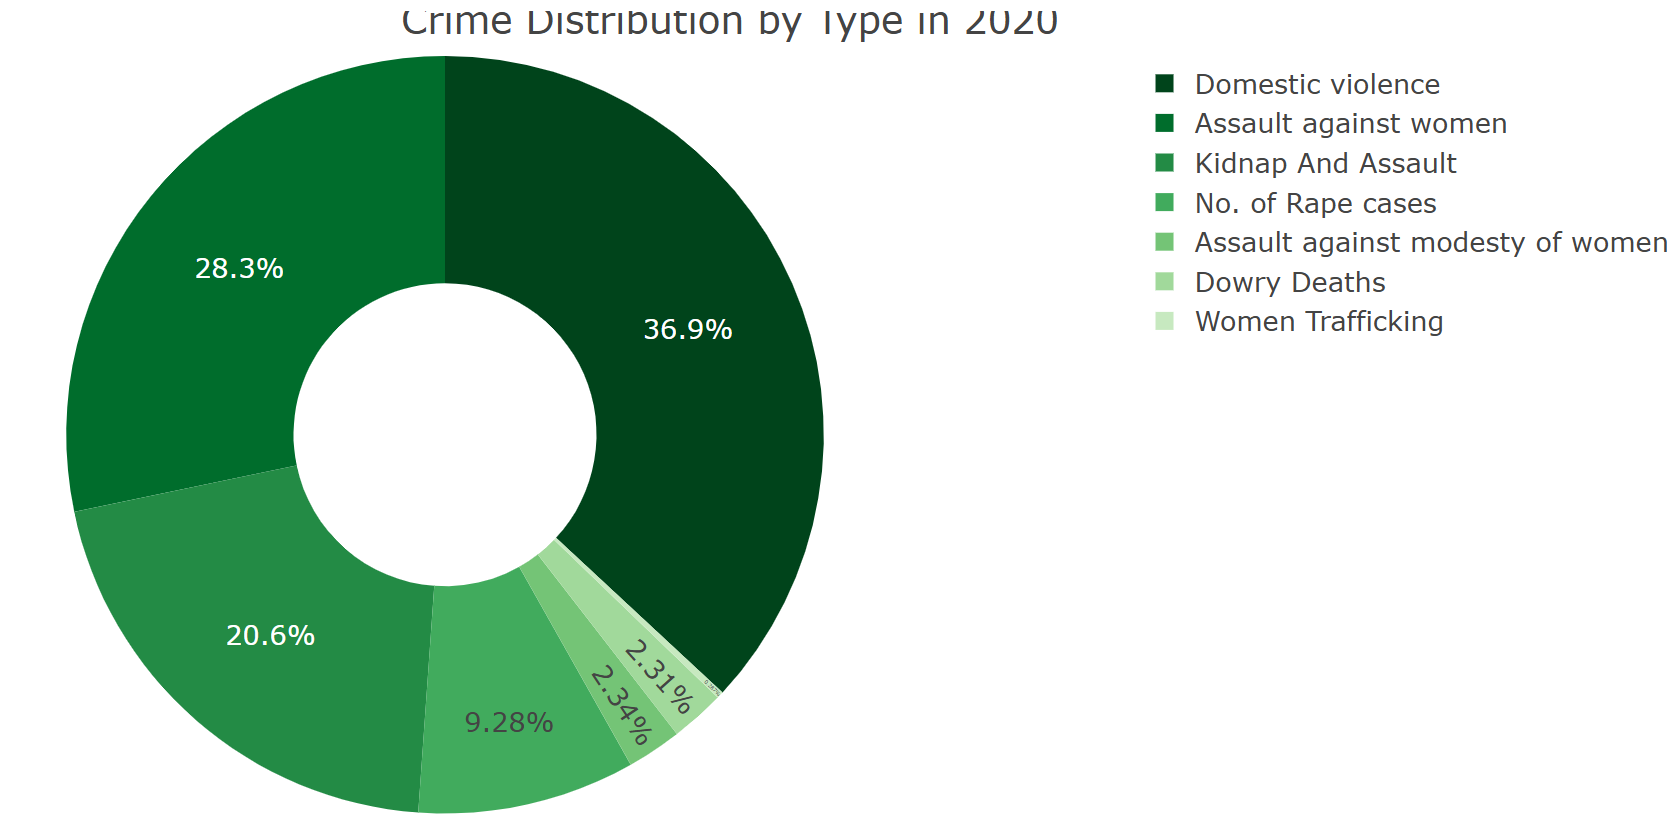 Crime Distribution by Type in 2020
Domestic violence
Assault against women
Kidnap And Assault
No. of Rape cases
Assault against modesty of women
Dowry Deaths
Women Trafficking
28.3%
36.9%
20.6%
9.28%
2.34%
2.31%